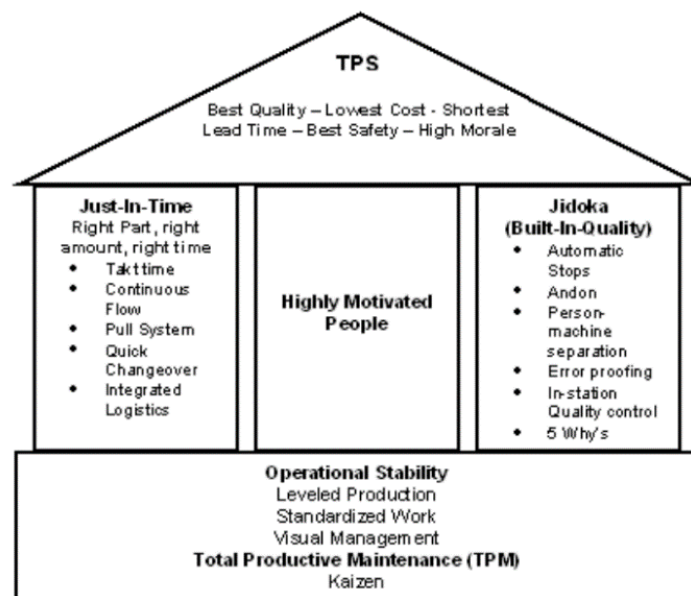 TPS
Best Quality – Lowest Cost - Shortest
Lead Time – Best Safety – High Morale
Just-In-Time
Right Part, right
amount, right time
• Takt time
• Continuous
Flow
• Pull System
• Quick
Changeover
• Integrated
Logistics
Highly Motivated
People
Jidoka
(Built-In-Quality)
• Automatic
Stops
• Andon
• Person-
machine
separation
• Error proofing
• In-station
Quality control
• 5 Why's
Operational Stability
Leveled Production
Standardized Work
Visual Management
Total Productive Maintenance (TPM)
Kaizen